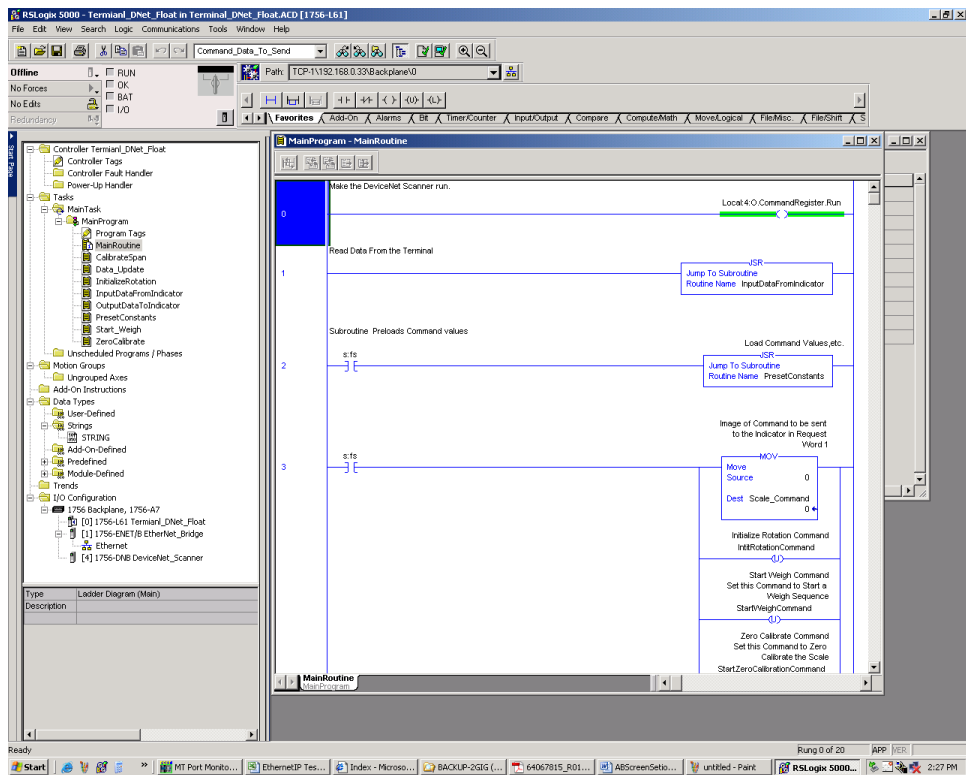 RSLogix 5000 - Termianl_DNet_Float in Terminal_DNet_Float.ACD [1756-L61]
File Edit View Search Logic Communications Tools Window Help
Command_Data_To_Send
Offline RUN
No Forces OK
No Edits BAT
I/O
Redundancy
Path: TCP-1\192.168.0.33\Backplane\0
Favorites Add-On Alarms Bit Timer/Counter Input/Output Compare Compute/Math Move/Logical File/Misc. File/Shift S
Start Page
Controller Termianl_DNet_Float
Controller Tags
Controller Fault Handler
Power-Up Handler
Tasks
MainTask
MainProgram
Program Tags
MainRoutine
CalibrateSpan
Data_Update
InitializeRotation
InputDataFromIndicator
OutputDataToIndicator
PresetConstants
Start_Weigh
ZeroCalibrate
Unscheduled Programs / Phases
Motion Groups
Ungrouped Axes
Add-On Instructions
Data Types
User-Defined
Strings
STRING
Add-On-Defined
Predefined
Module-Defined
Trends
I/O Configuration
1756 Backplane, 1756-A7
[0] 1756-L61 Termianl_DNet_Float
[1] 1756-ENET/B EtherNet_Bridge
Ethernet
[4] 1756-DNB DeviceNet_Scanner
Type Ladder Diagram (Main)
Description
MainProgram - MainRoutine
Make the DeviceNet Scanner run.
Local:4:O.CommandRegister.Run
0
Read Data From the Terminal
1
JSR
Jump To Subroutine
Routine Name InputDataFromIndicator
Subroutine Preloads Command values
Load Command Values,etc.
s:fs
2
JSR
Jump To Subroutine
Routine Name PresetConstants
Image of Command to be sent
to the Indicator in Request
Word 1
s:fs
3
MOV
Move
Source 0
Dest Scale_Command
0
Initialize Rotation Command
IntitRotationCommand
U
Start Weigh Command
Set this Command to Start a
Weigh Sequence
StartWeighCommand
U
Zero Calibrate Command
Set this Command to Zero
Calibrate the Scale
StartZeroCalibrationCommand
MainRoutine
MainProgram
Ready
Rung 0 of 20 APP VER
Start » MT Port Monito... EthernetIP Tes... Index - Microso... BACKUP-2GIG (... 64067815_R01... ABScreenSetio... untitled - Paint RSLogix 5000... 2:27 PM